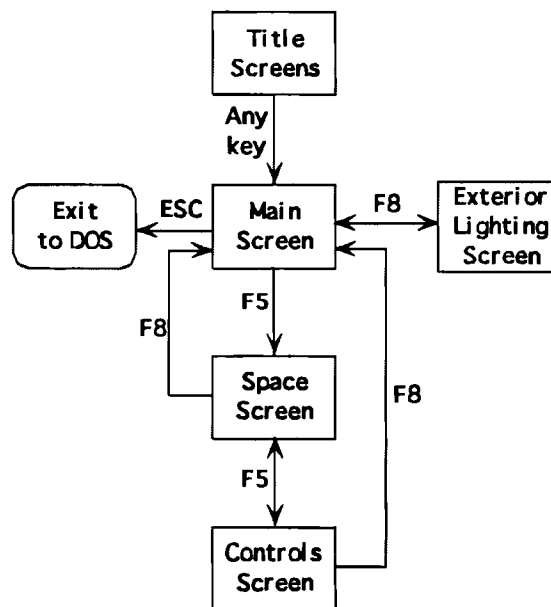 Title
Screens
Any
key
Exit
to DOS
ESC
Main
Screen
F8
Exterior
Lighting
Screen
F5
F8
Space
Screen
F8
F5
Controls
Screen